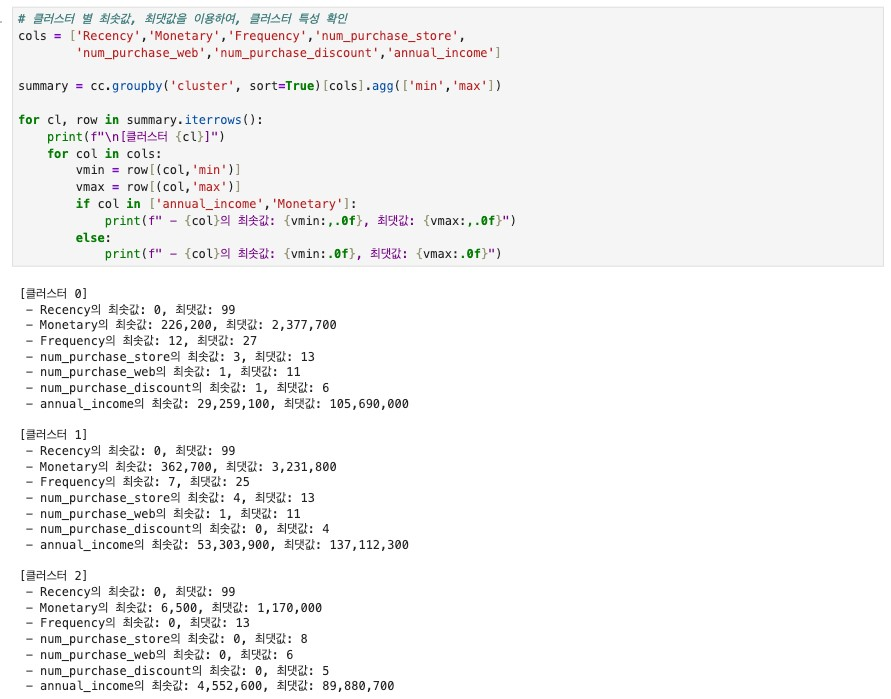 # 클러스터 별 최솟값, 최댓값을 이용하여, 클러스터 특성 확인
cols = ['Recency','Monetary','Frequency','num_purchase_store',
        'num_purchase_web','num_purchase_discount','annual_income']

summary = cc.groupby('cluster', sort=True)[cols].agg(['min','max'])

for cl, row in summary.iterrows():
    print(f"\n[클러스터 {cl}]")
    for col in cols:
        vmin = row[(col,'min')]
        vmax = row[(col,'max')]
        if col in ['annual_income','Monetary']:
            print(f" – {col}의 최솟값: {vmin:,.0f}, 최댓값: {vmax:,.0f}")
        else:
            print(f" – {col}의 최솟값: {vmin:.0f}, 최댓값: {vmax:.0f}")

[클러스터 0]
 – Recency의 최솟값: 0, 최댓값: 99
 – Monetary의 최솟값: 226,200, 최댓값: 2,377,700
 – Frequency의 최솟값: 12, 최댓값: 27
 – num_purchase_store의 최솟값: 3, 최댓값: 13
 – num_purchase_web의 최솟값: 1, 최댓값: 11
 – num_purchase_discount의 최솟값: 1, 최댓값: 6
 – annual_income의 최솟값: 29,259,100, 최댓값: 105,690,000

[클러스터 1]
 – Recency의 최솟값: 0, 최댓값: 99
 – Monetary의 최솟값: 362,700, 최댓값: 3,231,800
 – Frequency의 최솟값: 7, 최댓값: 25
 – num_purchase_store의 최솟값: 4, 최댓값: 13
 – num_purchase_web의 최솟값: 1, 최댓값: 11
 – num_purchase_discount의 최솟값: 0, 최댓값: 4
 – annual_income의 최솟값: 53,303,900, 최댓값: 137,112,300

[클러스터 2]
 – Recency의 최솟값: 0, 최댓값: 99
 – Monetary의 최솟값: 6,500, 최댓값: 1,170,000
 – Frequency의 최솟값: 0, 최댓값: 13
 – num_purchase_store의 최솟값: 0, 최댓값: 8
 – num_purchase_web의 최솟값: 0, 최댓값: 6
 – num_purchase_discount의 최솟값: 0, 최댓값: 5
 – annual_income의 최솟값: 4,552,600, 최댓값: 89,880,700